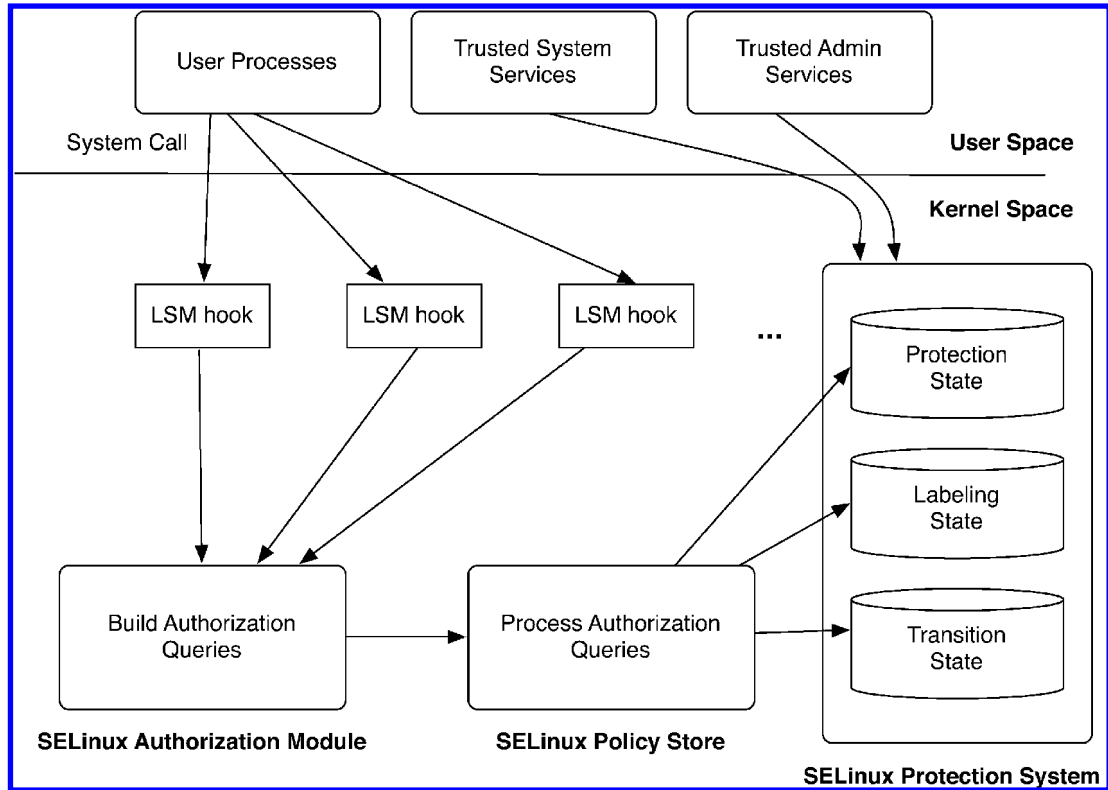 User Processes
Trusted System
Services
Trusted Admin
Services
System Call
User Space
Kernel Space
LSM hook
LSM hook
LSM hook
...
Protection
State
Labeling
State
Transition
State
Build Authorization
Queries
Process Authorization
Queries
SELinux Authorization Module
SELinux Policy Store
SELinux Protection System